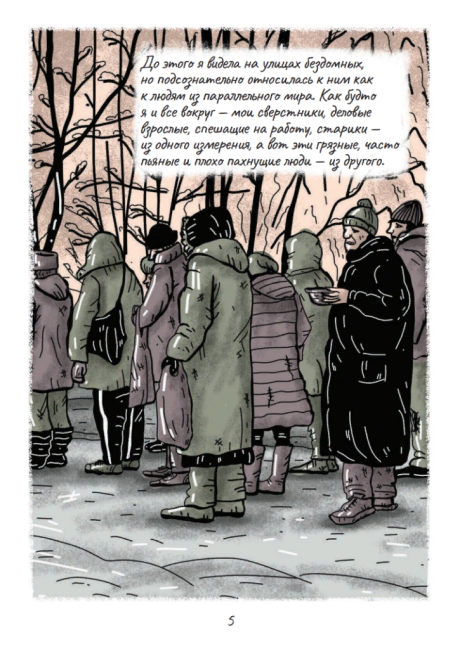 До этого я видела на улицах бездомных,
но подсознательно относилась к ним как
к людям из параллельного мира. Как будто
я и все вокруг — мои сверстники, деловые
взрослые, спешащие на работу, старики —
из одного измерения, а вот эти грязные, часто
пьяные и плохо пахнущие люди — из другого.
5